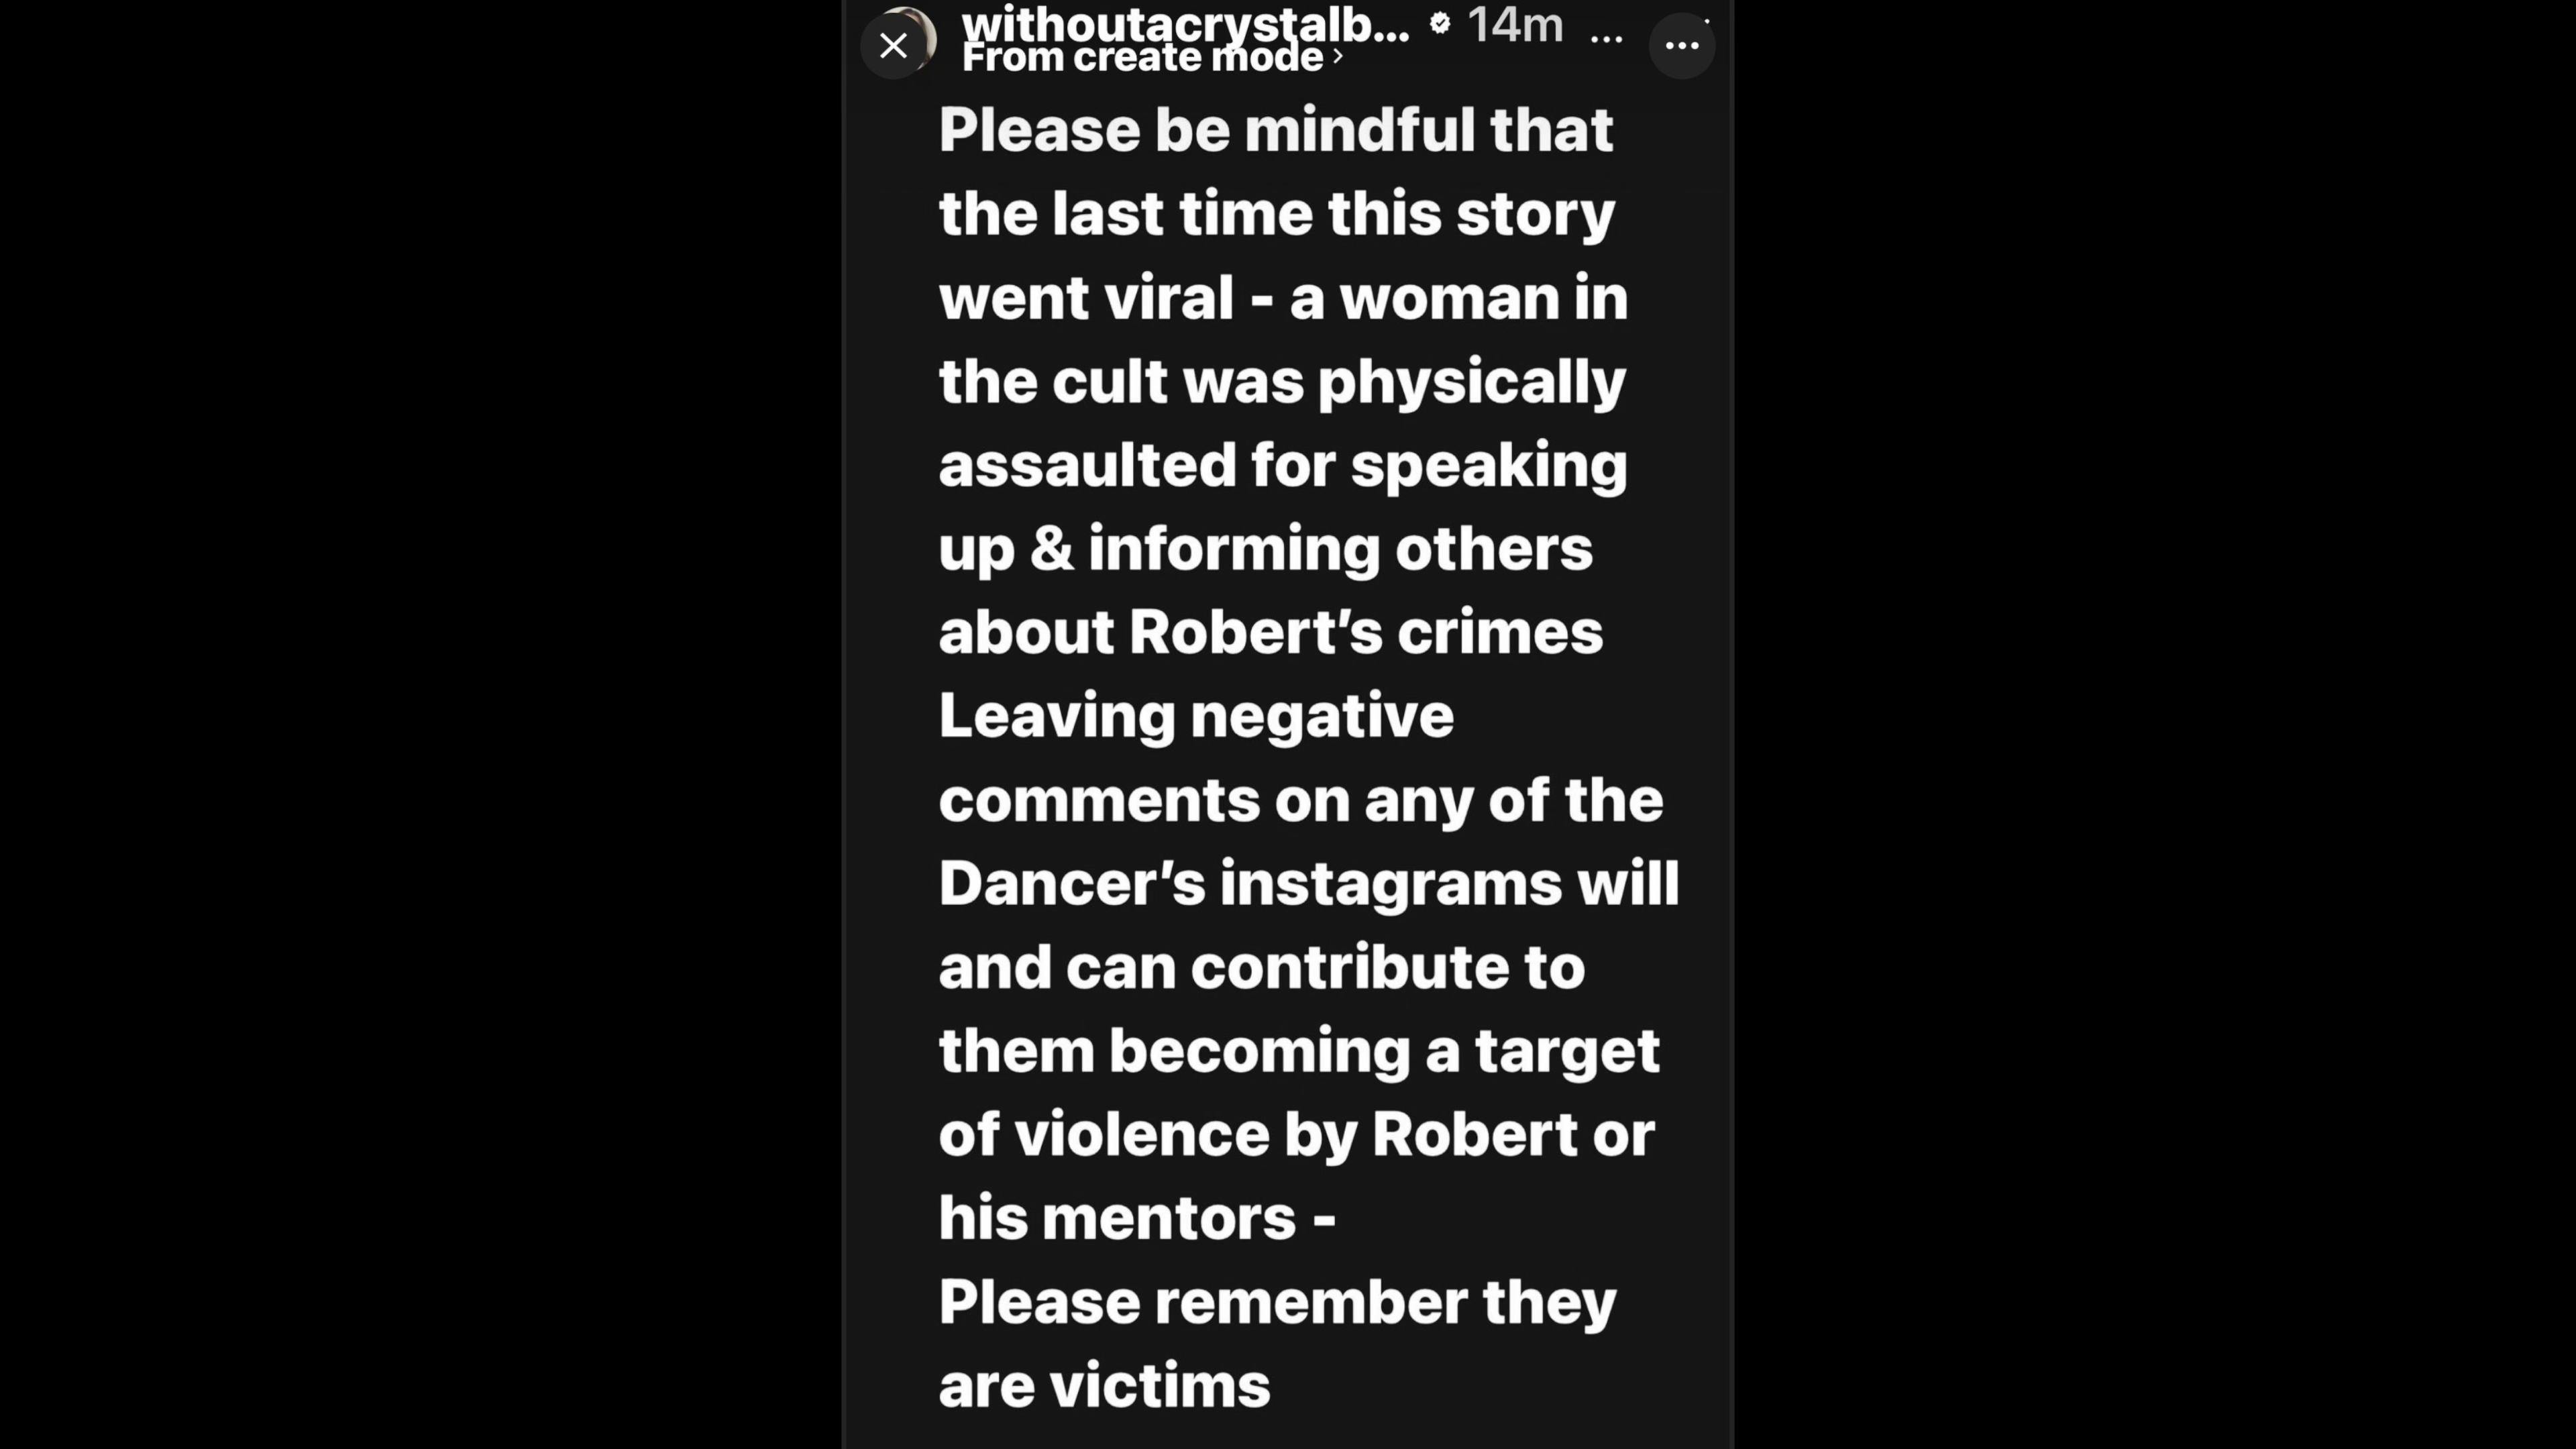 withoutacrystalb... 14m ...
From create mode >
Please be mindful that
the last time this story
went viral - a woman in
the cult was physically
assaulted for speaking
up & informing others
about Robert’s crimes
Leaving negative
comments on any of the
Dancer’s instagrams will
and can contribute to
them becoming a target
of violence by Robert or
his mentors -
Please remember they
are victims